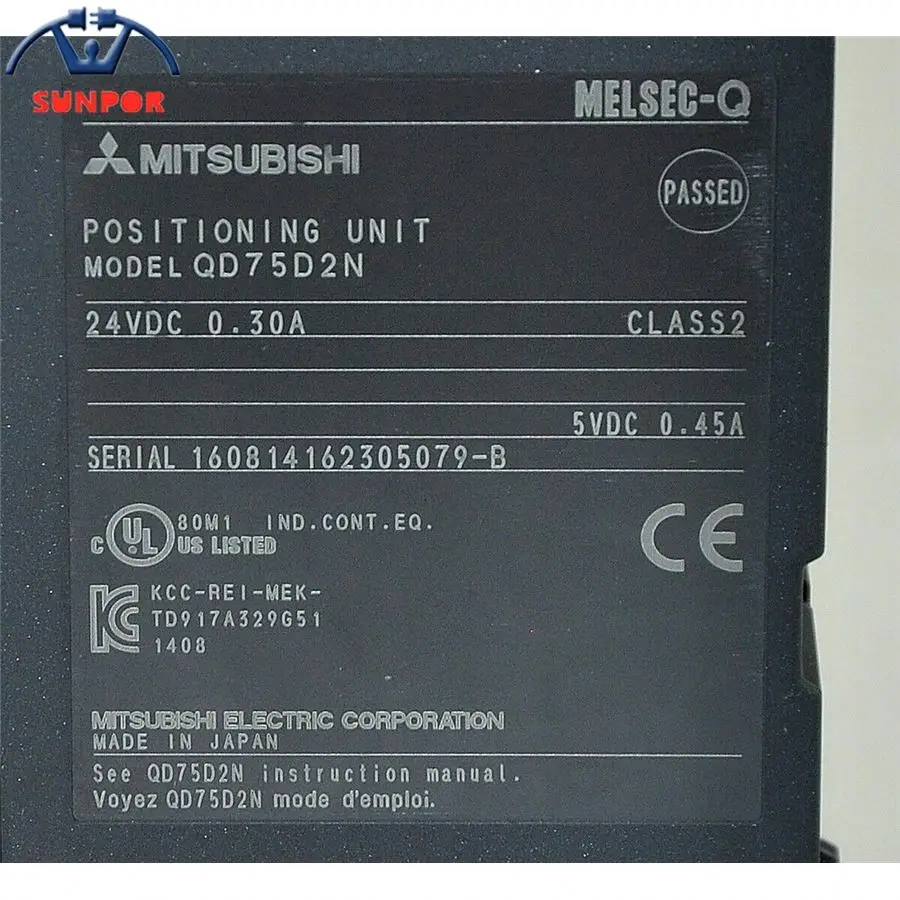 SUNPOR
MELSEC-Q
MITSUBISHI
PASSED
POSITIONING UNIT
MODEL QD75D2N
24VDC 0.30A CLASS2
5VDC 0.45A
SERIAL 160814162305079-B
80M1 IND.CONT.EQ.
C UL US LISTED
CE
KCC-REI-MEK-
TD917A329G51
1408
MITSUBISHI ELECTRIC CORPORATION
MADE IN JAPAN
See QD75D2N instruction manual.
Voyez QD75D2N mode d'emploi.